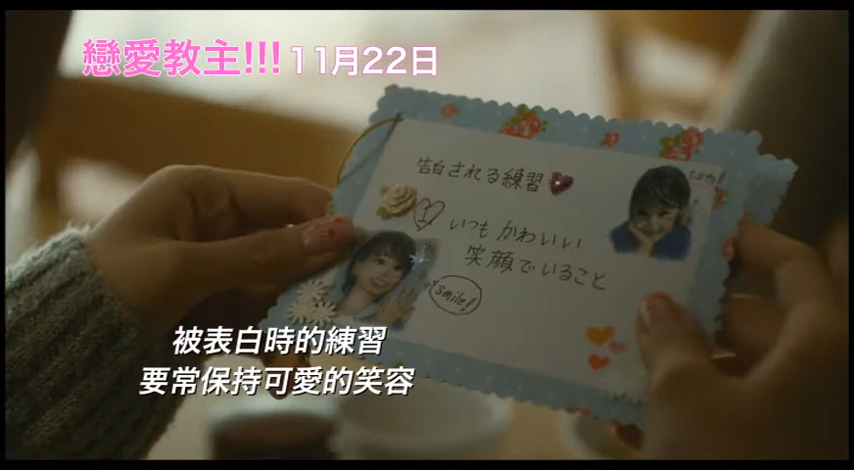 戀愛教主!!! 11月22日
告白される練習
1 いつも かわいい
笑顔でいること
smile!
被表白時的練習
要常保持可愛的笑容